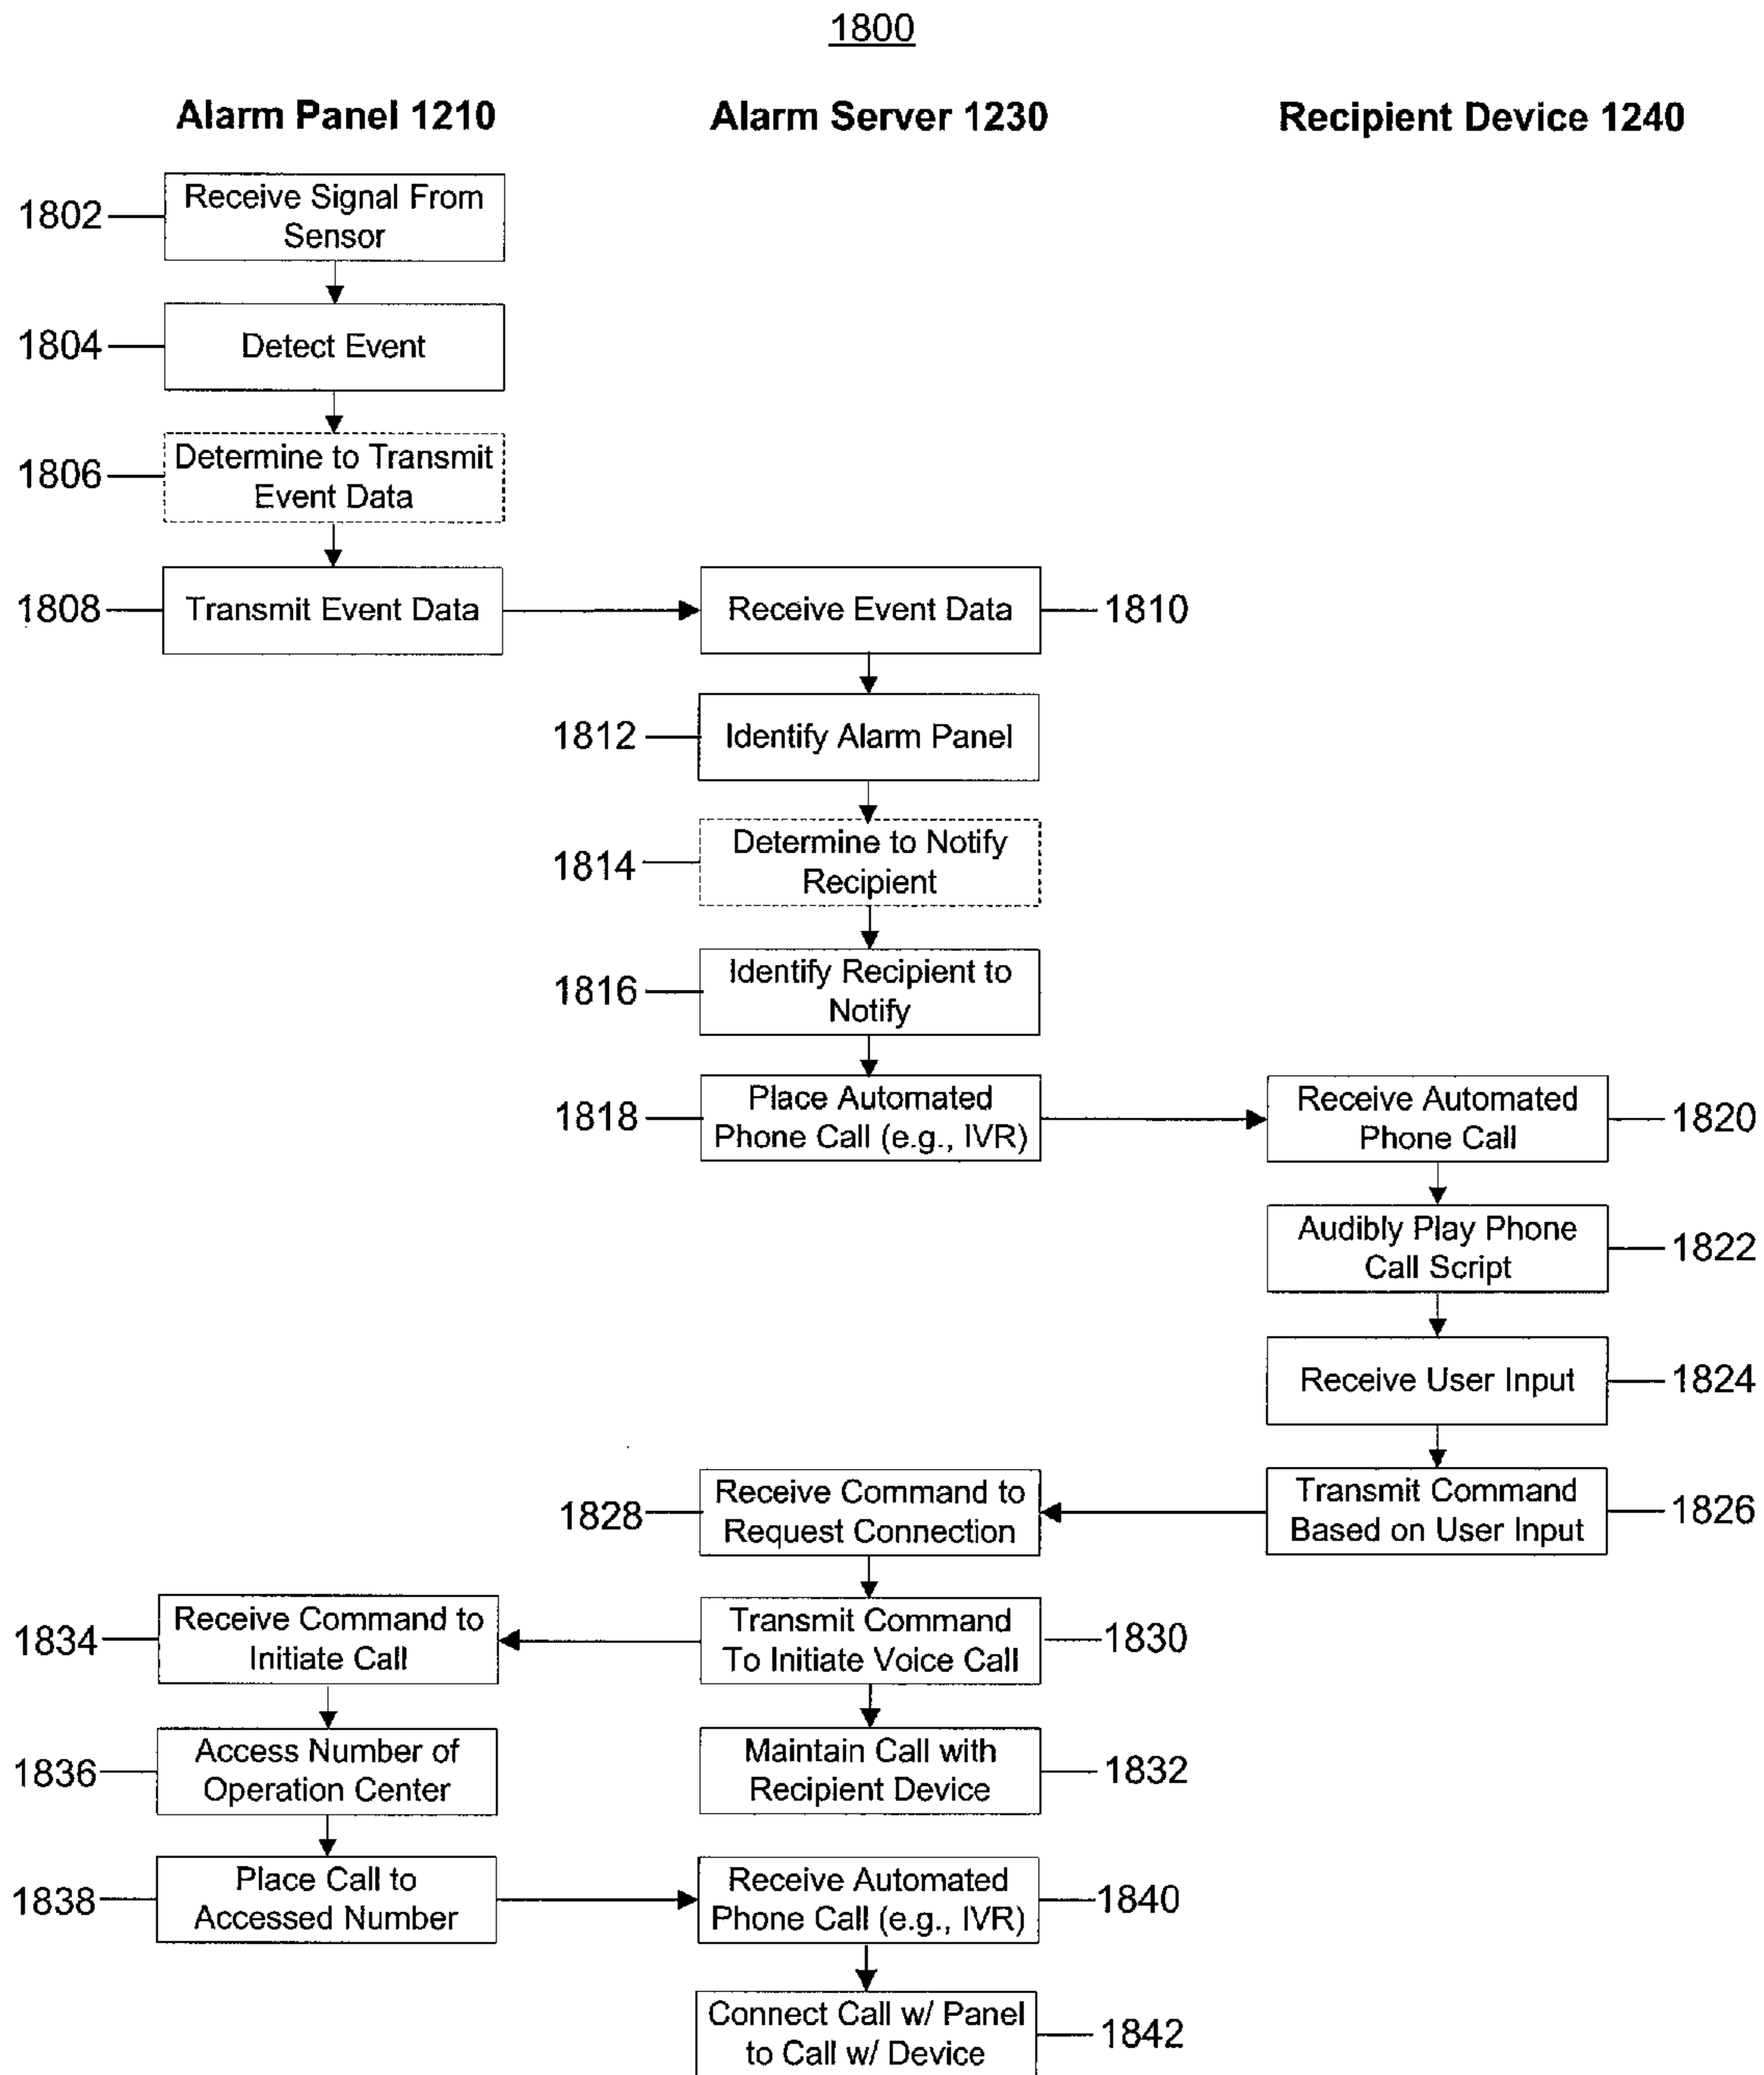 1800
Alarm Panel 1210
Alarm Server 1230
Recipient Device 1240
1802
Receive Signal From
Sensor
1804
Detect Event
1806
Determine to Transmit
Event Data
1808
Transmit Event Data
Receive Event Data
1810
1812
Identify Alarm Panel
1814
Determine to Notify
Recipient
1816
Identify Recipient to
Notify
1818
Place Automated
Phone Call (e.g., IVR)
Receive Automated
Phone Call
1820
Audibly Play Phone
Call Script
1822
Receive User Input
1824
1828
Receive Command to
Request Connection
Transmit Command
Based on User Input
1826
1834
Receive Command to
Initiate Call
Transmit Command
To Initiate Voice Call
1830
1836
Access Number of
Operation Center
Maintain Call with
Recipient Device
1832
1838
Place Call to
Accessed Number
Receive Automated
Phone Call (e.g., IVR)
1840
Connect Call w/ Panel
to Call w/ Device
1842